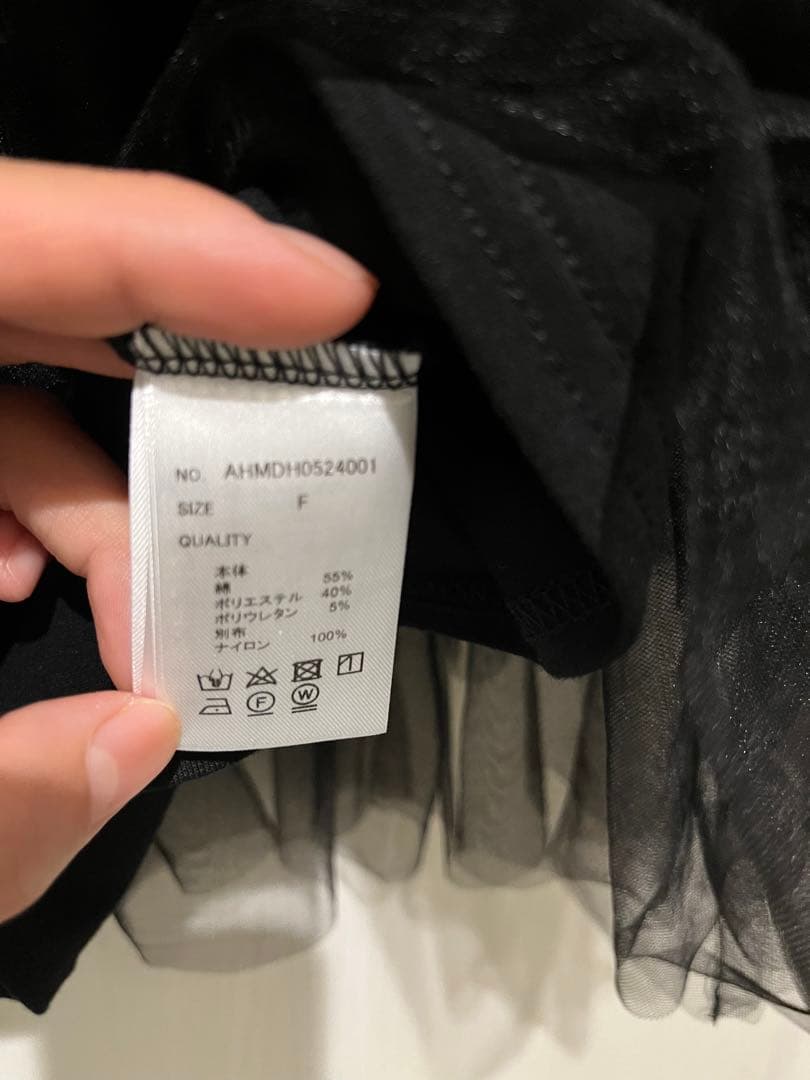 NO. AHMDH0524001
SIZE F
QUALITY
本体
綿 55%
ポリエステル 40%
ポリウレタン 5%
別布
ナイロン 100%
F W